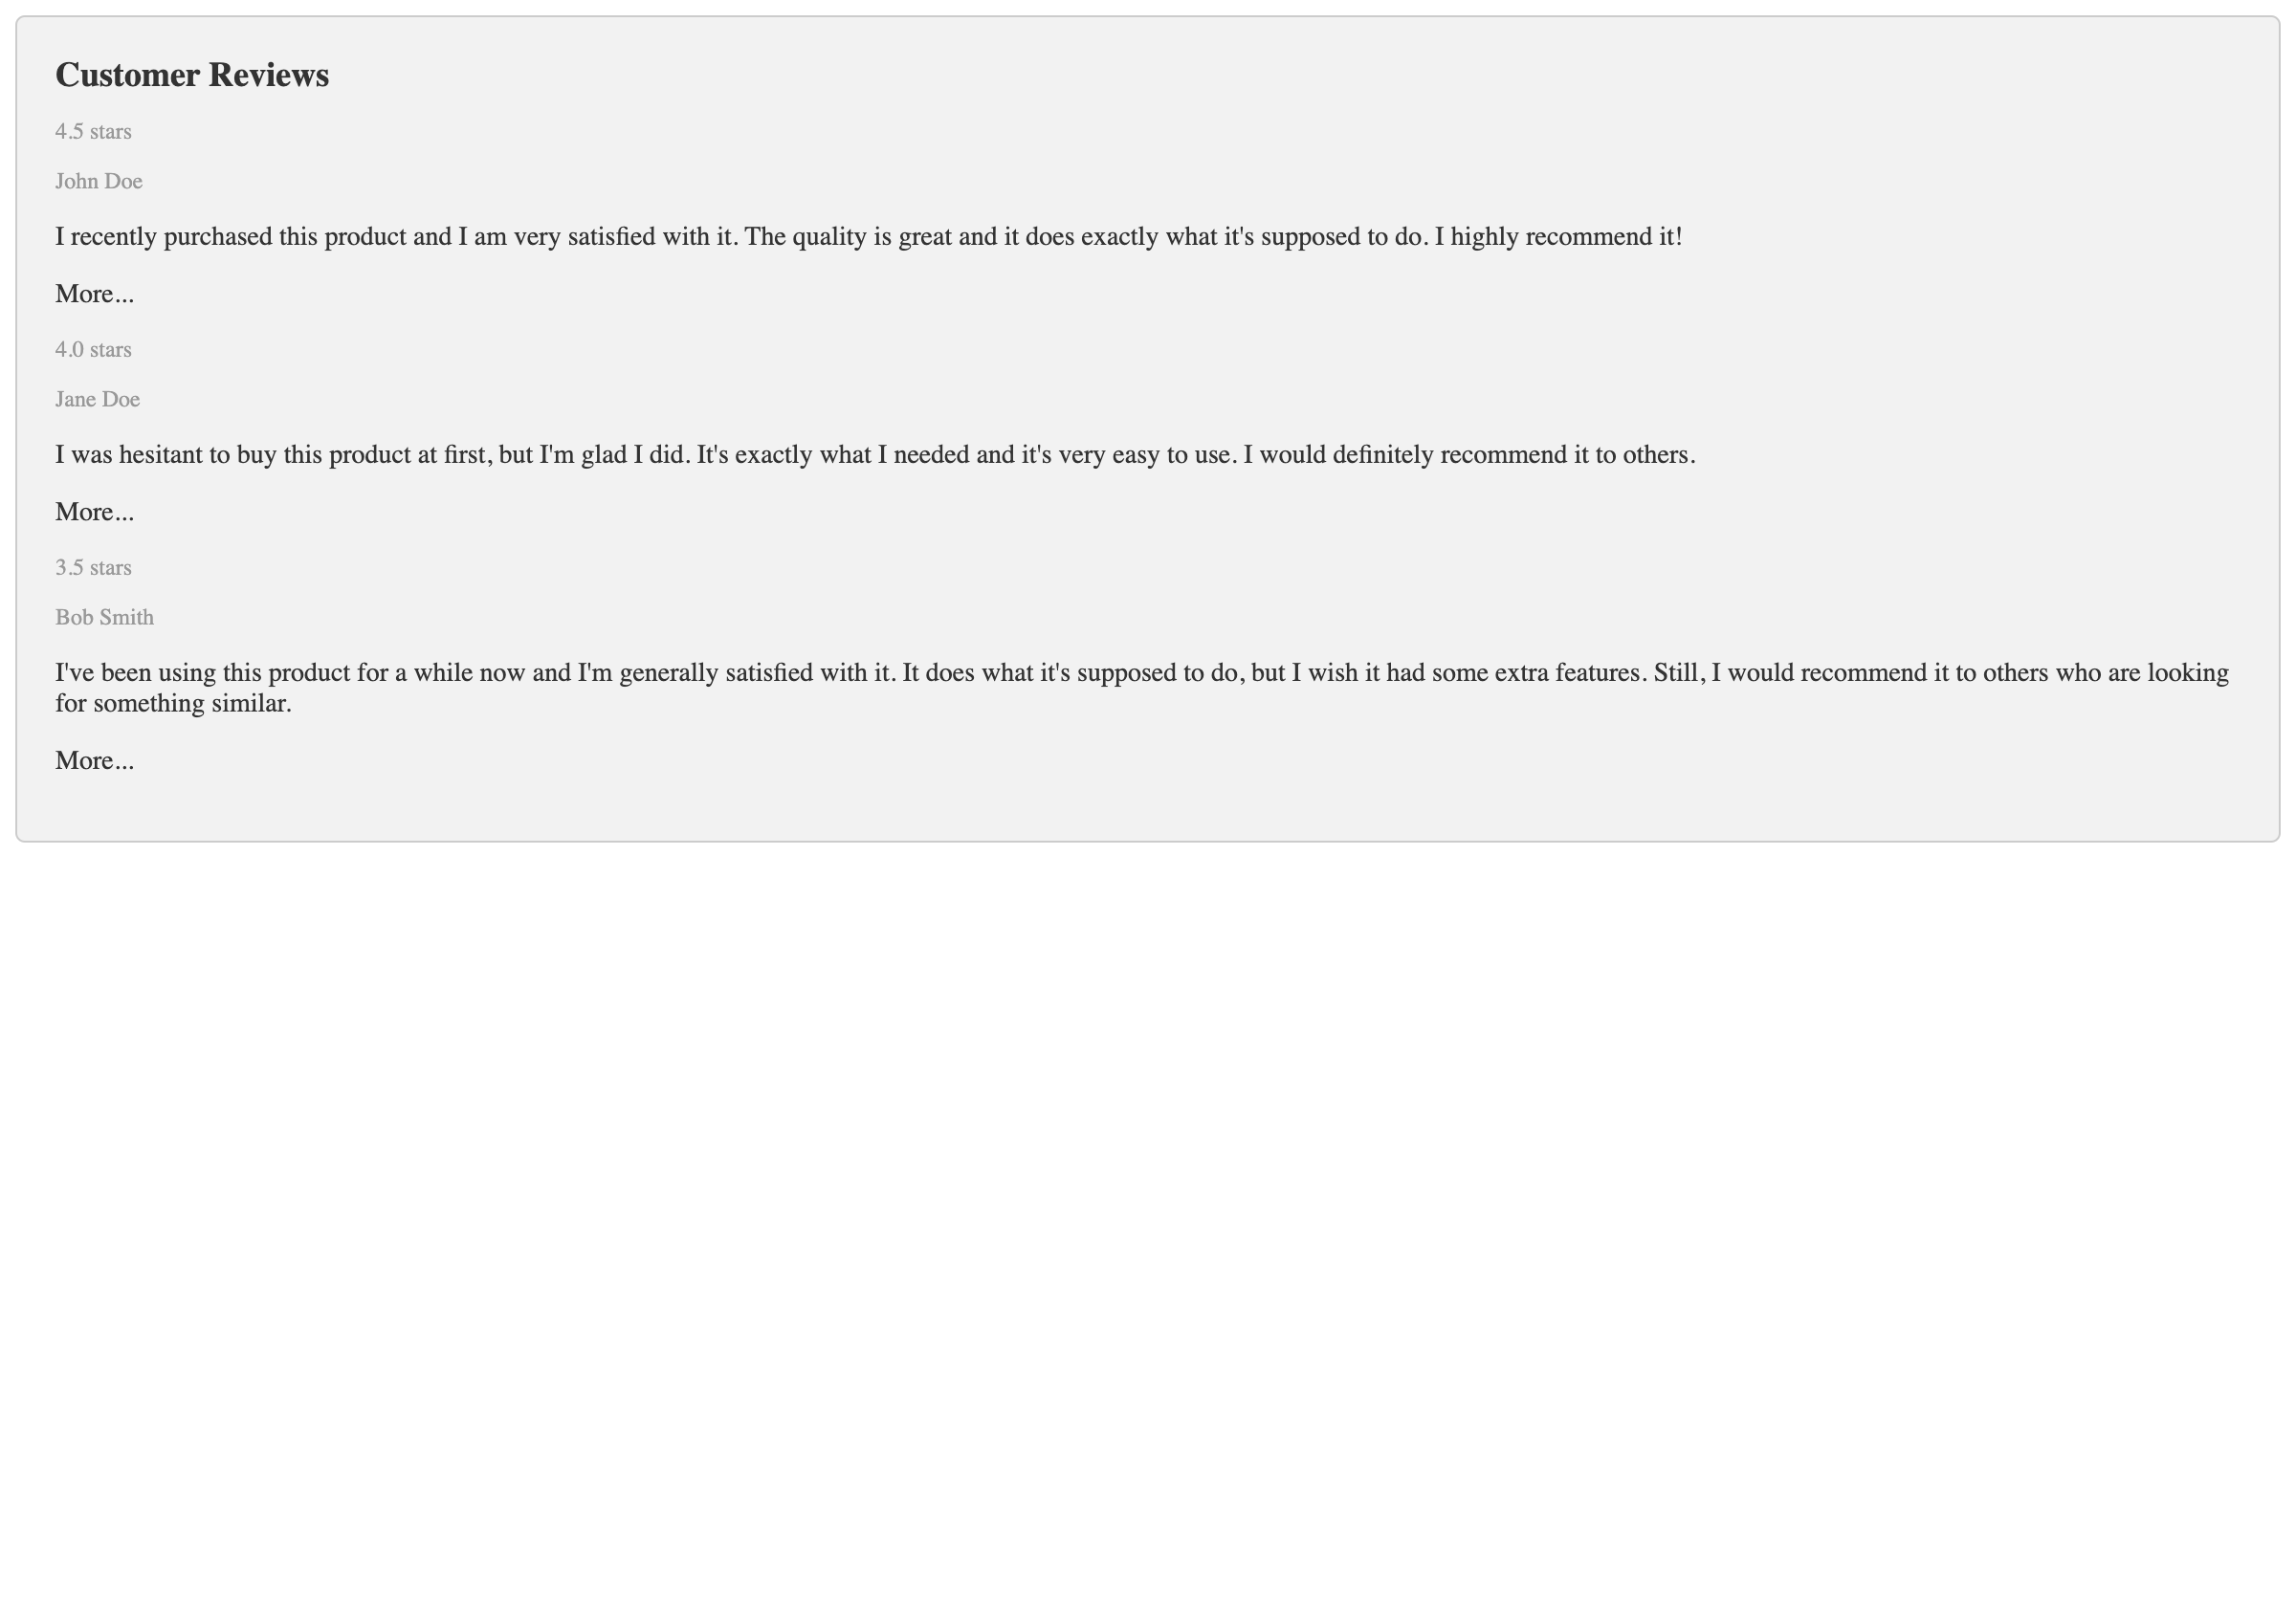 Customer Reviews
4.5 stars
John Doe
I recently purchased this product and I am very satisfied with it. The quality is great and it does exactly what it's supposed to do. I highly recommend it!
More...
4.0 stars
Jane Doe
I was hesitant to buy this product at first, but I'm glad I did. It's exactly what I needed and it's very easy to use. I would definitely recommend it to others.
More...
3.5 stars
Bob Smith
I've been using this product for a while now and I'm generally satisfied with it. It does what it's supposed to do, but I wish it had some extra features. Still, I would recommend it to others who are looking
for something similar.
More...